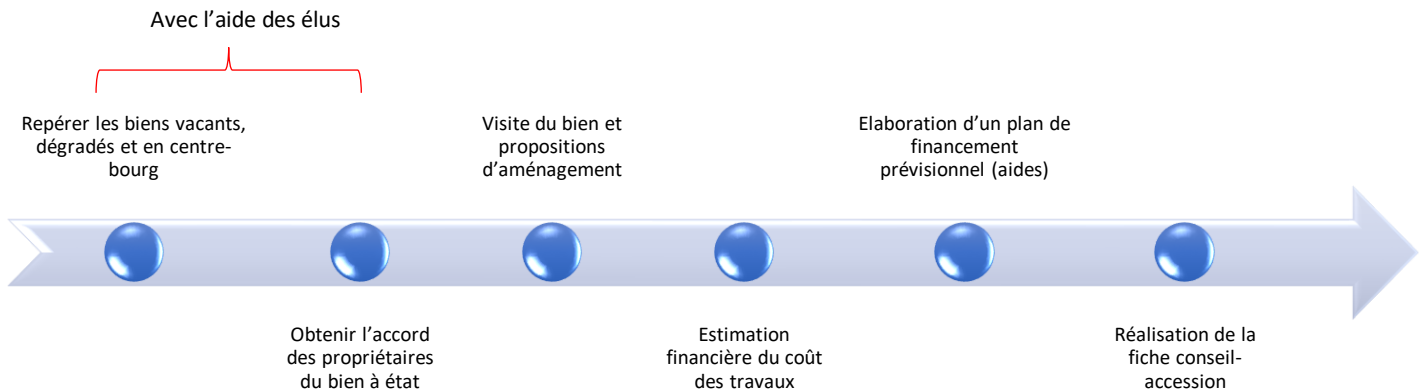 Avec l’aide des élus
Repérer les biens vacants,
dégradés et en centre-
bourg
Visite du bien et
propositions
d’aménagement
Elaboration d’un plan de
financement
prévisionnel (aides)
Obtenir l’accord
des propriétaires
du bien à état
Estimation
financière du coût
des travaux
Réalisation de la
fiche conseil-
accession